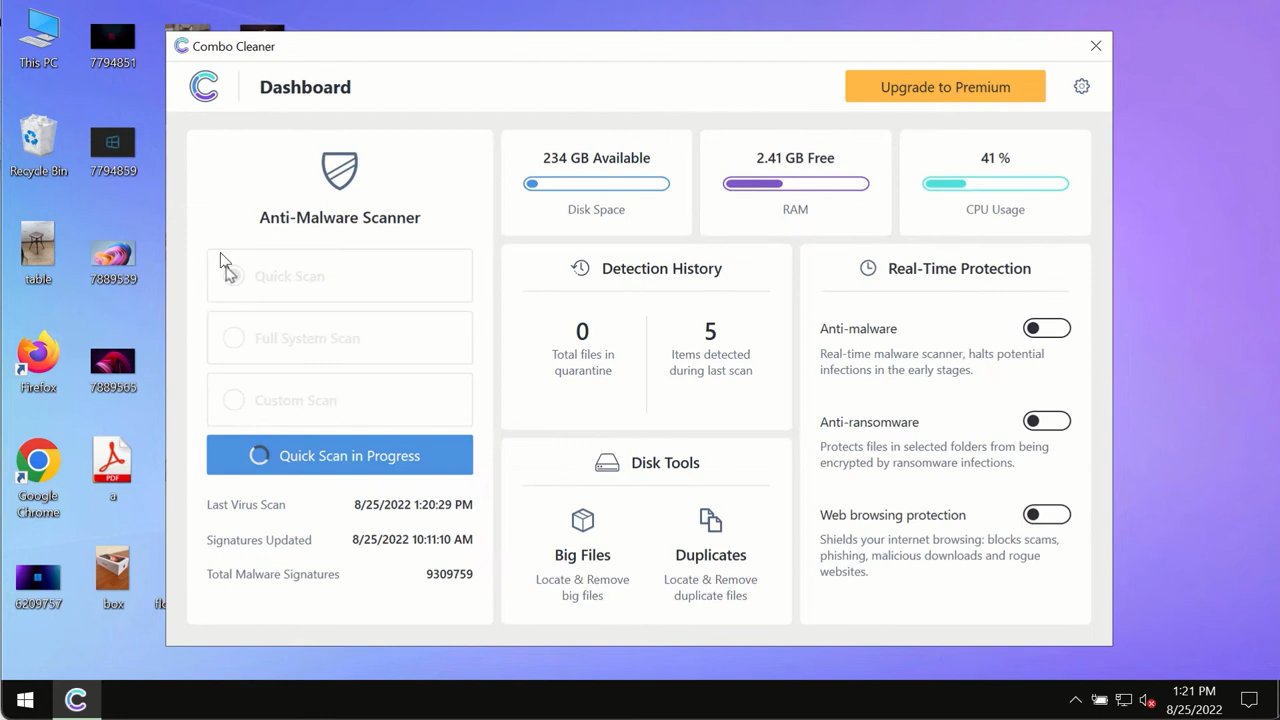 This PC
7794851
Recycle Bin
7794859
table
7889539
Firefox
7889565
Google
Chrome
PDF
a
6209757
box
Combo Cleaner
Dashboard
Upgrade to Premium
Anti-Malware Scanner
Quick Scan
Full System Scan
Custom Scan
Quick Scan in Progress
Last Virus Scan 8/25/2022 1:20:29 PM
Signatures Updated 8/25/2022 10:11:10 AM
Total Malware Signatures 9309759
234 GB Available
Disk Space
2.41 GB Free
RAM
41 %
CPU Usage
Detection History
0
Total files in
quarantine
5
Items detected
during last scan
Disk Tools
Big Files
Locate & Remove
big files
Duplicates
Locate & Remove
duplicate files
Real-Time Protection
Anti-malware
Real-time malware scanner, halts potential
infections in the early stages.
Anti-ransomware
Protects files in selected folders from being
encrypted by ransomware infections.
Web browsing protection
Shields your internet browsing: blocks scams,
phishing, malicious downloads and rogue
websites.
1:21 PM
8/25/2022